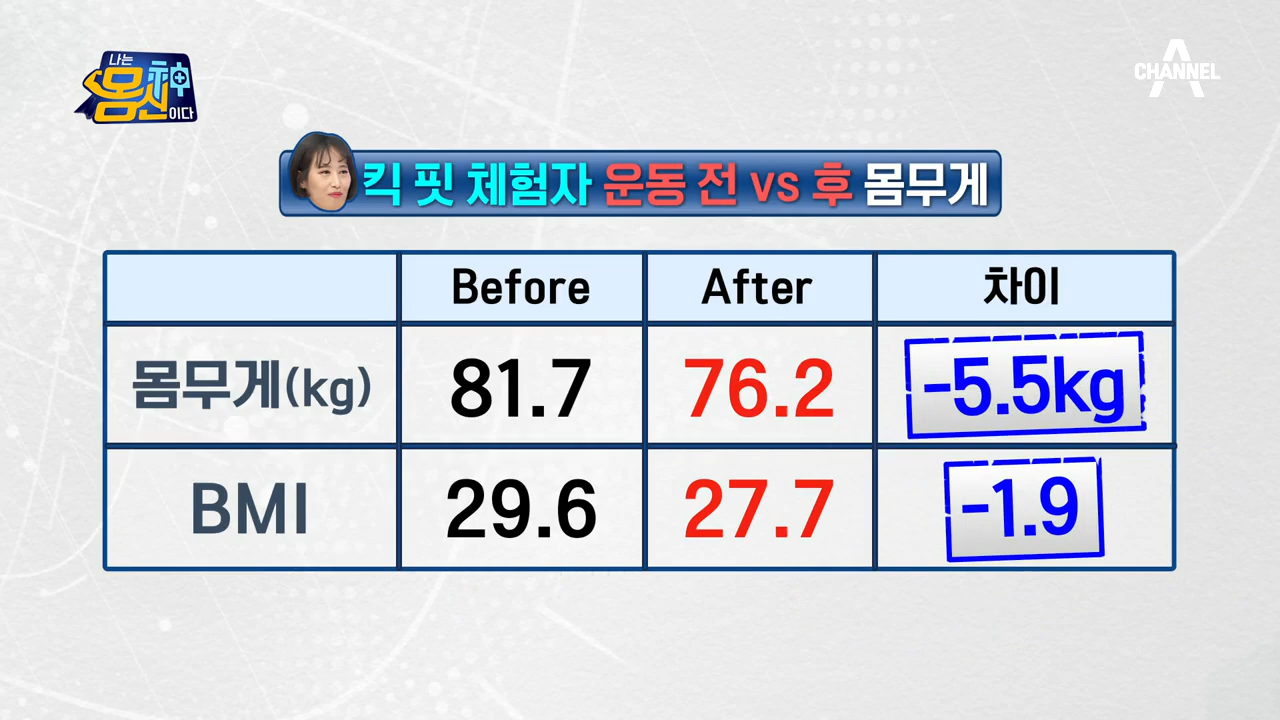 나는
몸神
신이다
CHANNEL A
킥 핏 체험자 운동 전 vs 후 몸무게
Before After 차이
몸무게(kg) 81.7 76.2 -5.5kg
BMI 29.6 27.7 -1.9